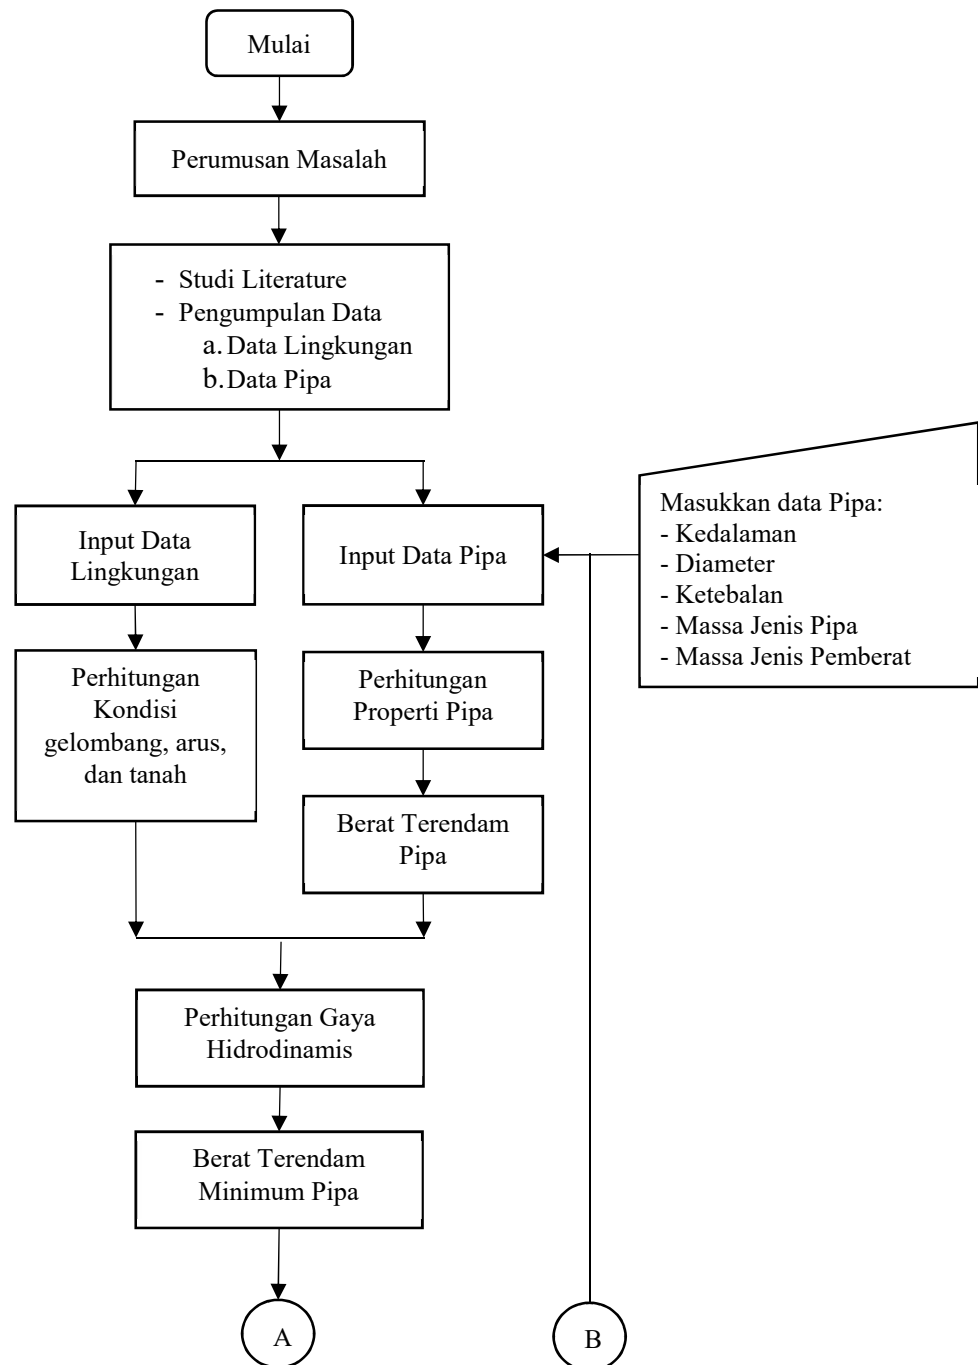 Mulai
Perumusan Masalah
- Studi Literature
- Pengumpulan Data
a. Data Lingkungan
b. Data Pipa
Input Data
Lingkungan
Input Data Pipa
Masukkan data Pipa:
- Kedalaman
- Diameter
- Ketebalan
- Massa Jenis Pipa
- Massa Jenis Pemberat
Perhitungan
Kondisi
gelombang, arus,
dan tanah
Perhitungan
Properti Pipa
Berat Terendam
Pipa
Perhitungan Gaya
Hidrodinamis
Berat Terendam
Minimum Pipa
A
B